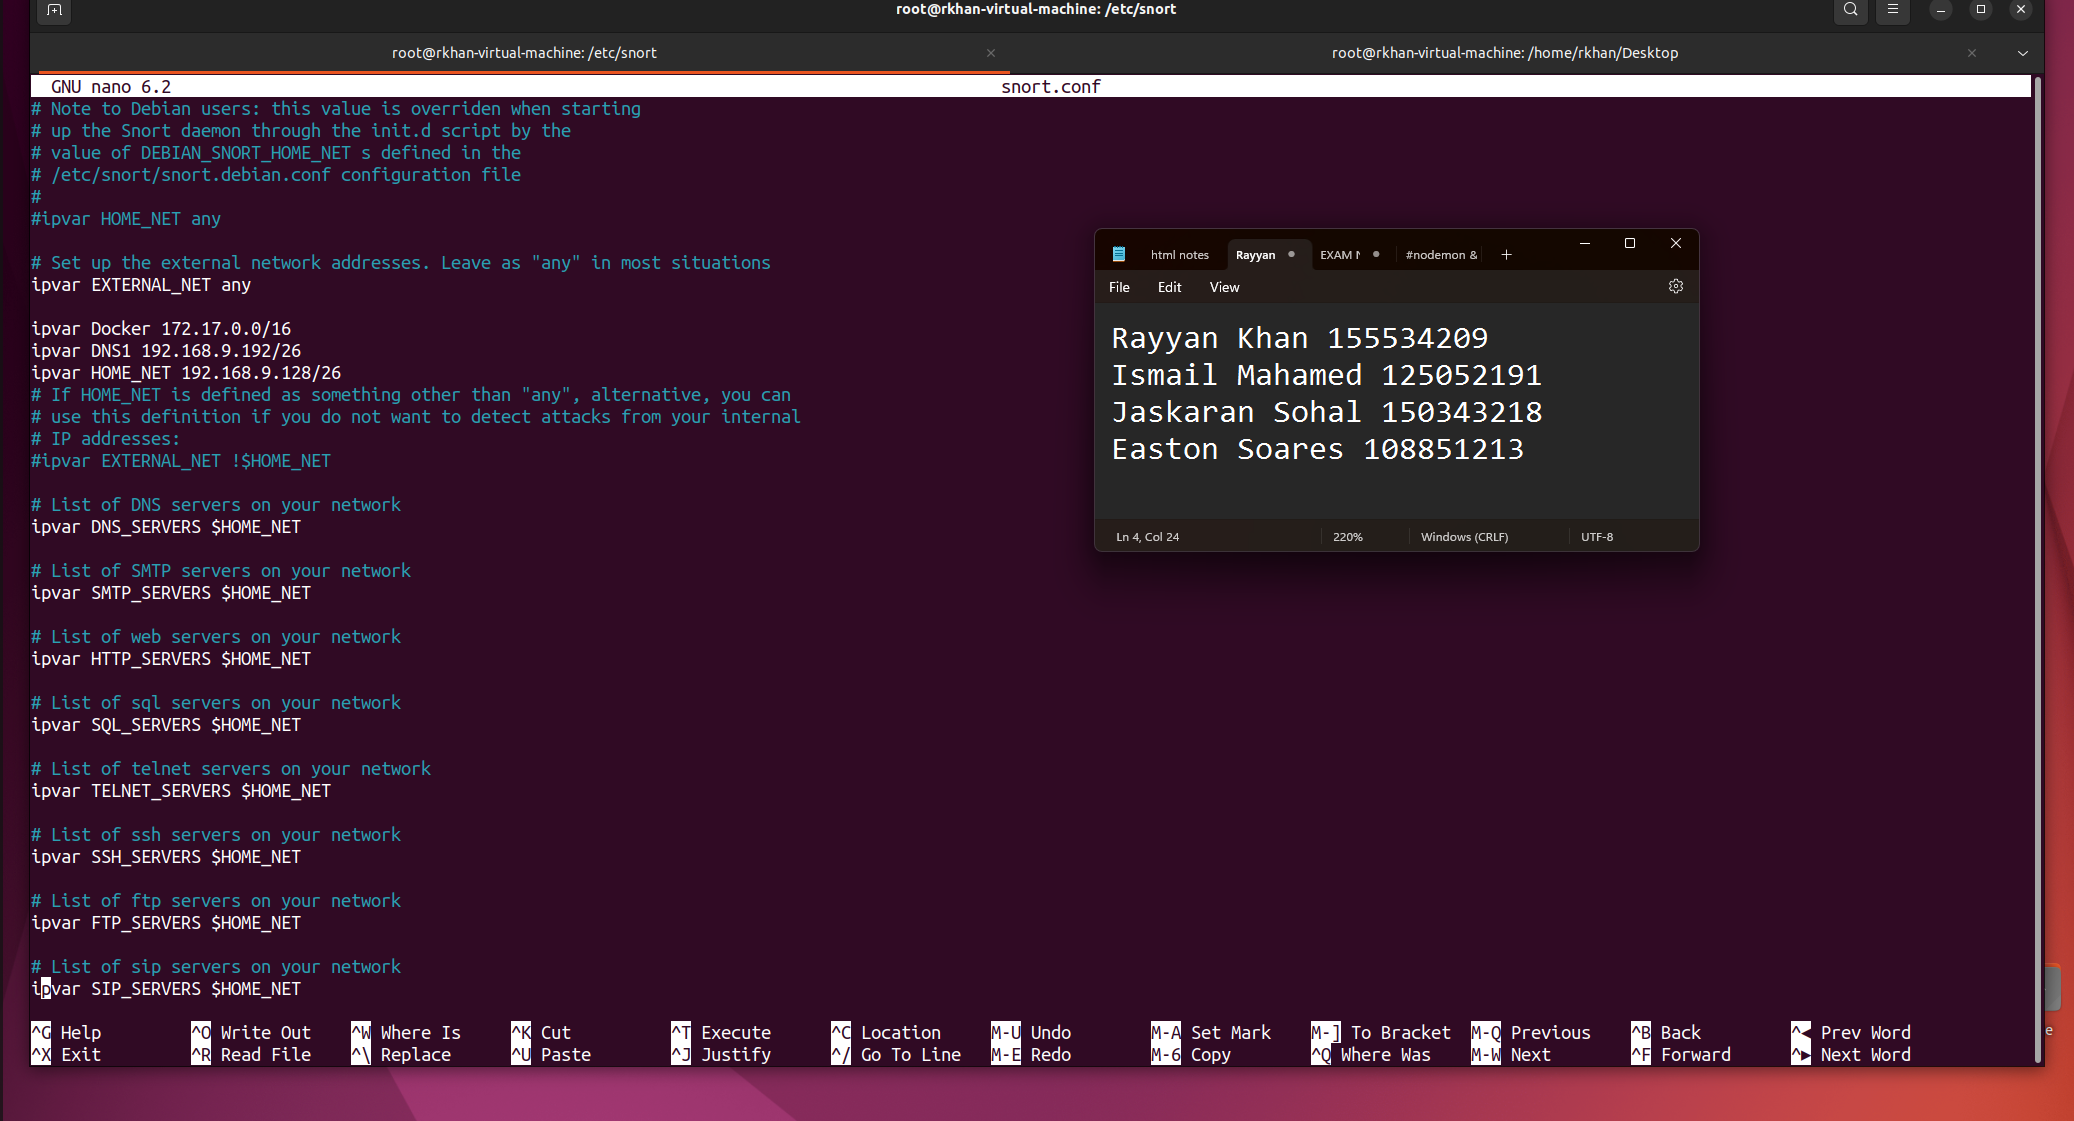 root@rkhan-virtual-machine: /etc/snort
root@rkhan-virtual-machine: /etc/snort
root@rkhan-virtual-machine: /home/rkhan/Desktop
GNU nano 6.2 snort.conf
# Note to Debian users: this value is overriden when starting
# up the Snort daemon through the init.d script by the
# value of DEBIAN_SNORT_HOME_NET s defined in the
# /etc/snort/snort.debian.conf configuration file
#
#ipvar HOME_NET any
# Set up the external network addresses. Leave as "any" in most situations
ipvar EXTERNAL_NET any
ipvar Docker 172.17.0.0/16
ipvar DNS1 192.168.9.192/26
ipvar HOME_NET 192.168.9.128/26
# If HOME_NET is defined as something other than "any", alternative, you can
# use this definition if you do not want to detect attacks from your internal
# IP addresses:
#ipvar EXTERNAL_NET !$HOME_NET
# List of DNS servers on your network
ipvar DNS_SERVERS $HOME_NET
# List of SMTP servers on your network
ipvar SMTP_SERVERS $HOME_NET
# List of web servers on your network
ipvar HTTP_SERVERS $HOME_NET
# List of sql servers on your network
ipvar SQL_SERVERS $HOME_NET
# List of telnet servers on your network
ipvar TELNET_SERVERS $HOME_NET
# List of ssh servers on your network
ipvar SSH_SERVERS $HOME_NET
# List of ftp servers on your network
ipvar FTP_SERVERS $HOME_NET
# List of sip servers on your network
ipvar SIP_SERVERS $HOME_NET
^G Help ^O Write Out ^W Where Is ^K Cut ^T Execute ^C Location M-U Undo M-A Set Mark M-] To Bracket M-Q Previous ^B Back ^◀ Prev Word
^X Exit ^R Read File ^\ Replace ^U Paste ^J Justify ^/ Go To Line M-E Redo M-6 Copy ^Q Where Was M-W Next ^F Forward ^▶ Next Word
html notes Rayyan EXAM #nodemon &
File Edit View
Rayyan Khan 155534209
Ismail Mahamed 125052191
Jaskaran Sohal 150343218
Easton Soares 108851213
Ln 4, Col 24 220% Windows (CRLF) UTF-8